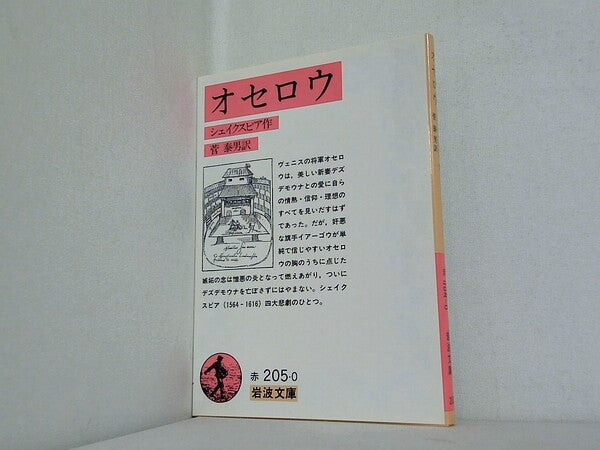 オセロウ
シェイクスピア作
菅 泰男訳
ヴェニスの将軍オセロ
ウは，美しい新妻デズ
デモウナとの愛に自ら
の情熱・信仰・理想の
すべてを見いだすはず
であった。だが，奸悪
な旗手イアーゴウが単
純で信じやすいオセロ
ウの胸のうちに点じた
嫉妬の念は憎悪の炎となって燃えあがり，ついに
デズデモウナを亡ぼさずにはやまない。シェイク
スピア（1564-1616）四大悲劇のひとつ。
赤 205-0
岩波文庫